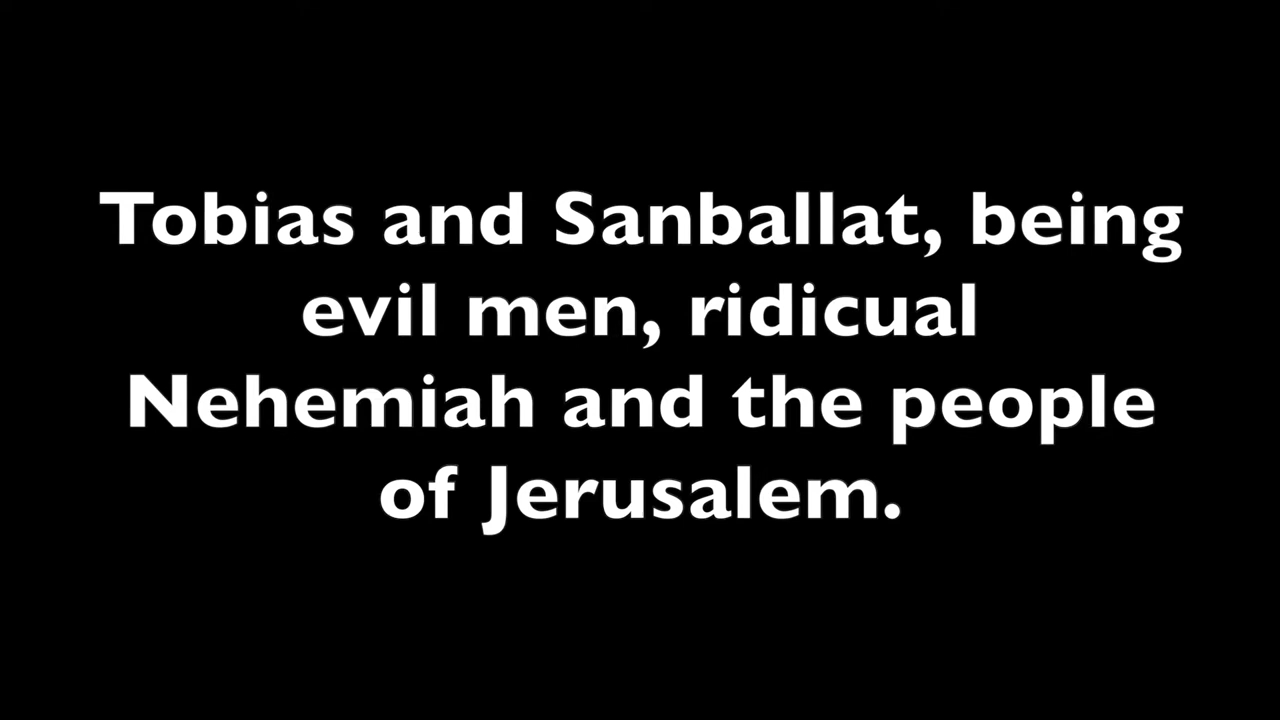 Tobias and Sanballat, being
evil men, ridicual
Nehemiah and the people
of Jerusalem.